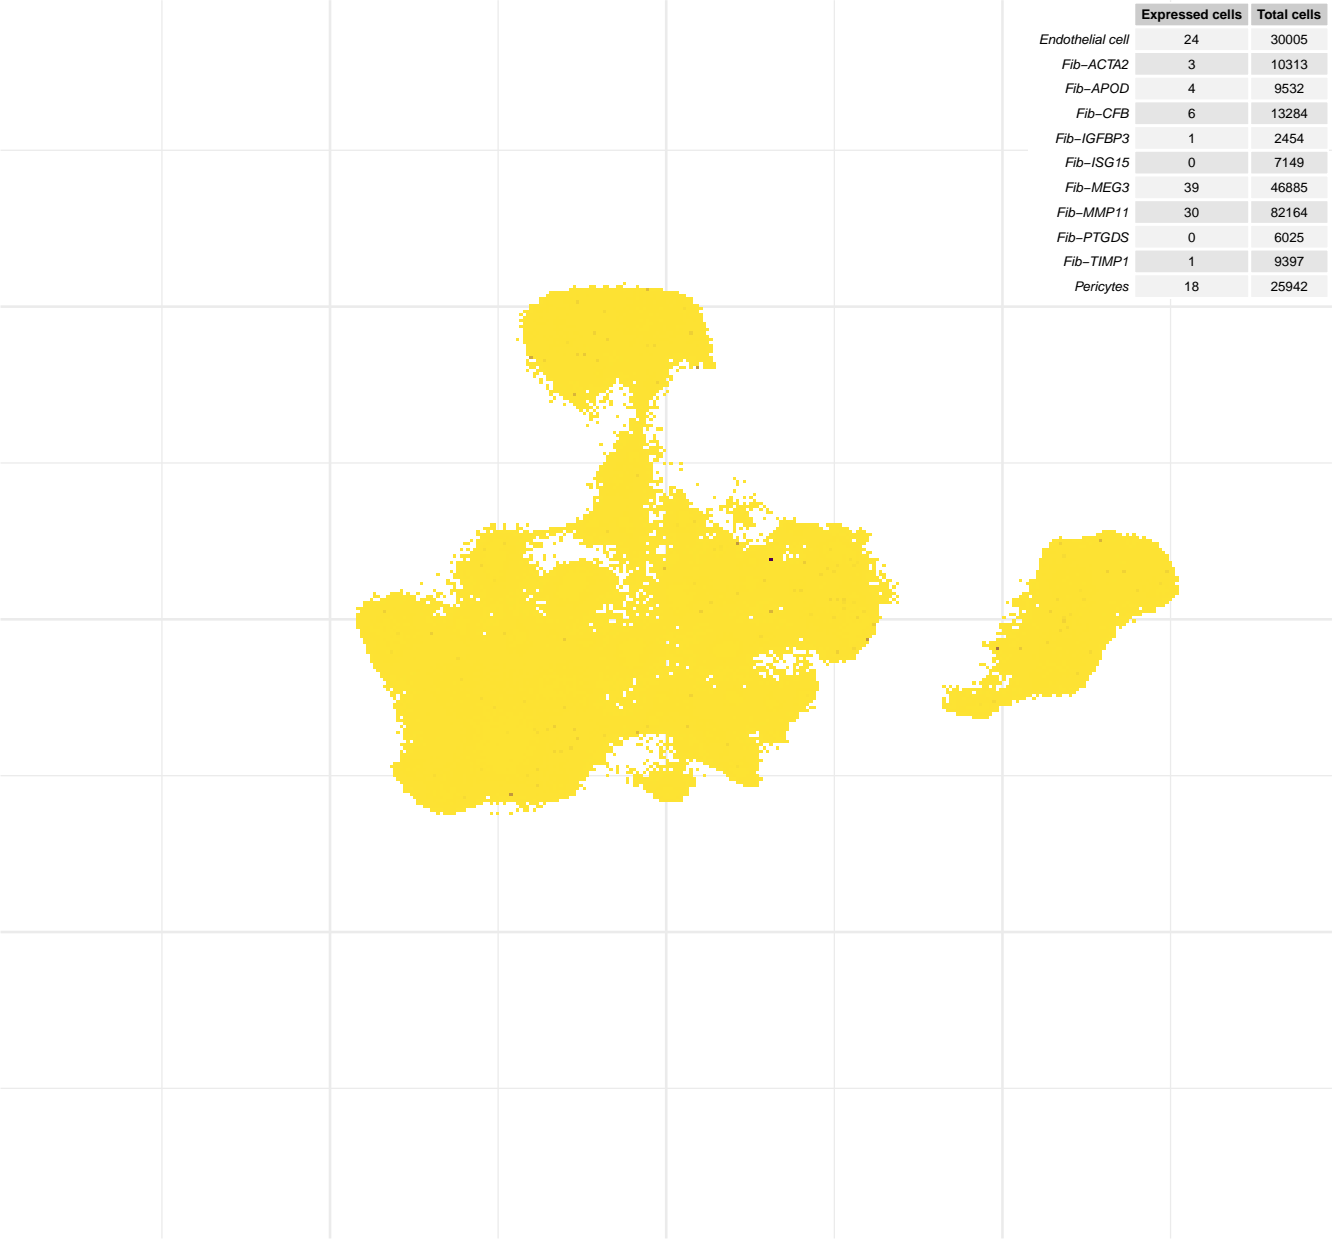 Expressed cells Total cells
Endothelial cell 24 30005
Fib−ACTA2 3 10313
Fib−APOD 4 9532
Fib−CFB 6 13284
Fib−IGFBP3 1 2454
Fib−ISG15 0 7149
Fib−MEG3 39 46885
Fib−MMP11 30 82164
Fib−PTGDS 0 6025
Fib−TIMP1 1 9397
Pericytes 18 25942